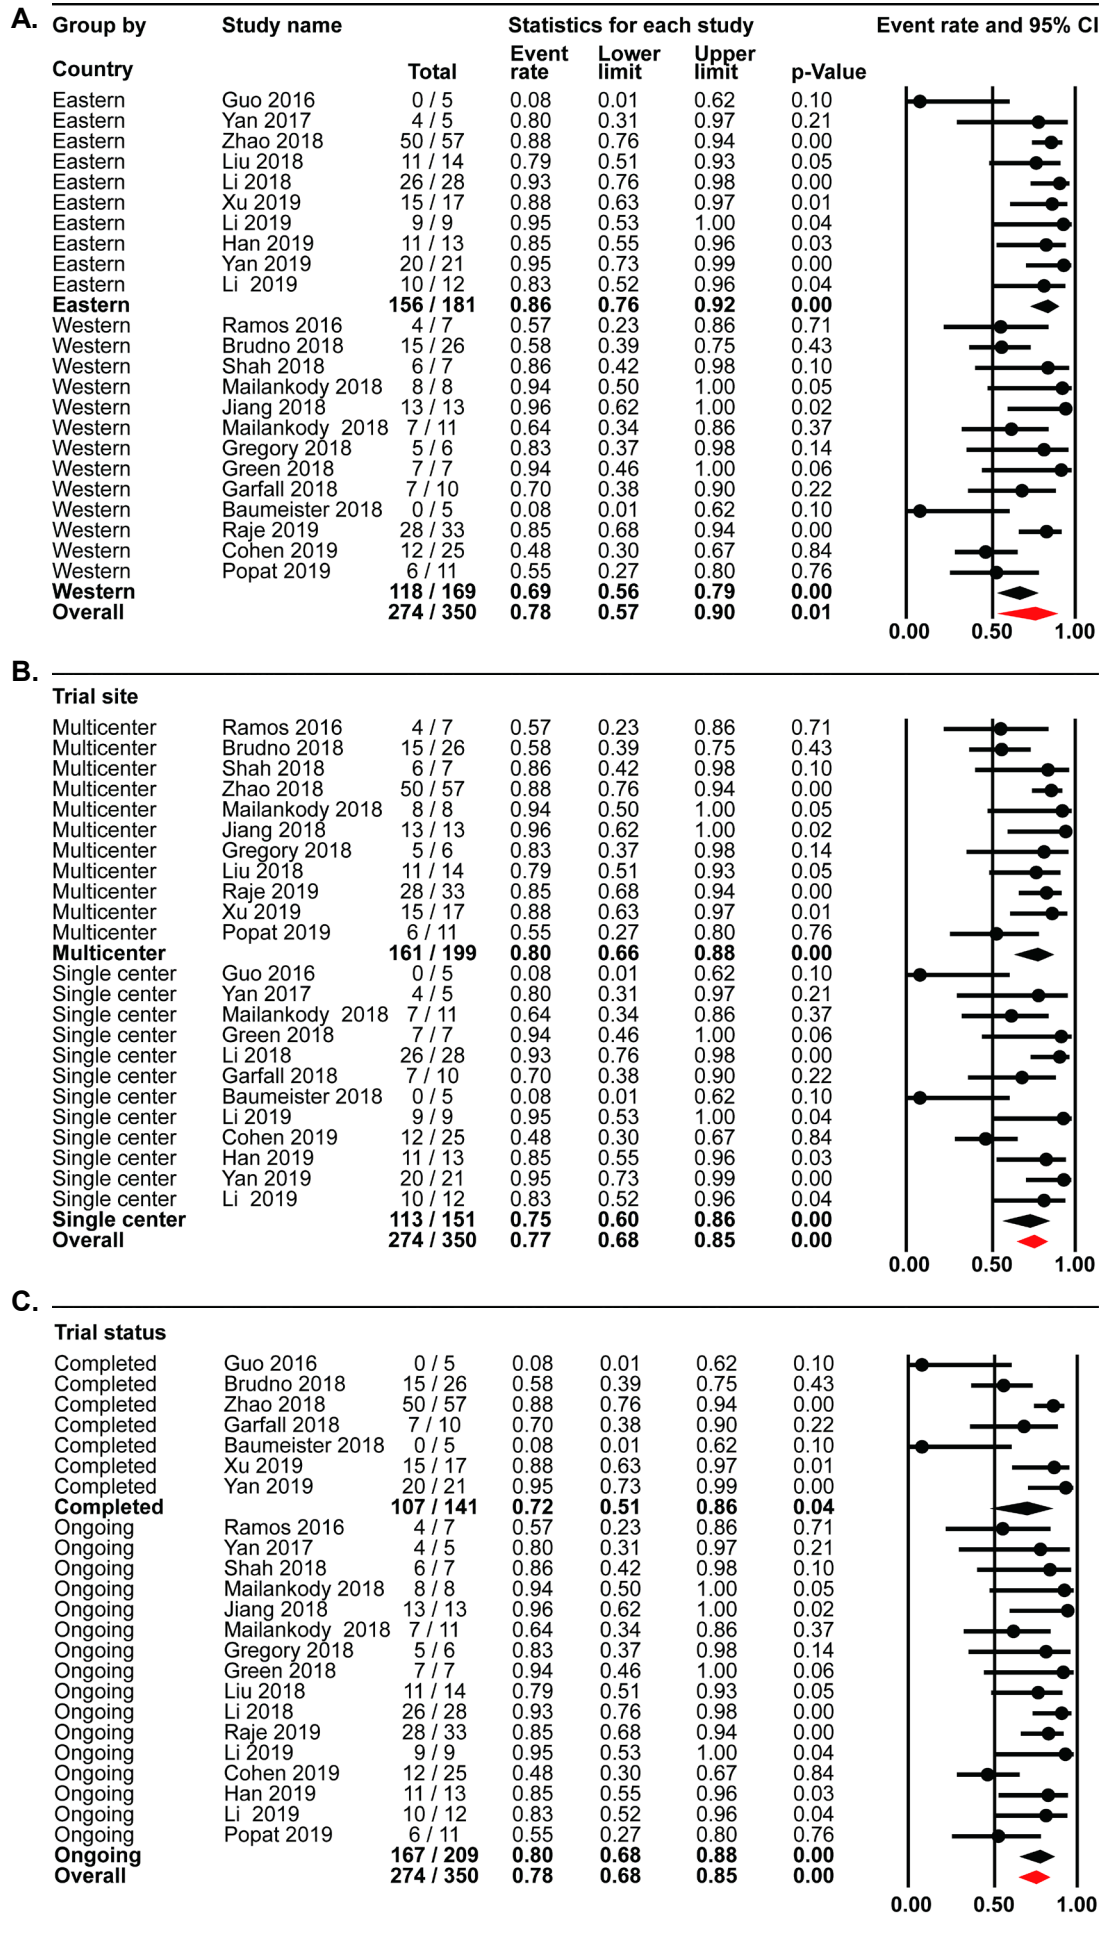 A. Group by Study name Statistics for each study Event rate and 95% CI
Country Total Event rate Lower limit Upper limit p-Value
Eastern Guo 2016 0 / 5 0.08 0.01 0.62 0.10
Eastern Yan 2017 4 / 5 0.80 0.31 0.97 0.21
Eastern Zhao 2018 50 / 57 0.88 0.76 0.94 0.00
Eastern Liu 2018 11 / 14 0.79 0.51 0.93 0.05
Eastern Li 2018 26 / 28 0.93 0.76 0.98 0.00
Eastern Xu 2019 15 / 17 0.88 0.63 0.97 0.01
Eastern Li 2019 9 / 9 0.95 0.53 1.00 0.04
Eastern Han 2019 11 / 13 0.85 0.55 0.96 0.03
Eastern Yan 2019 20 / 21 0.95 0.73 0.99 0.00
Eastern Li 2019 10 / 12 0.83 0.52 0.96 0.04
Eastern 156 / 181 0.86 0.76 0.92 0.00
Western Ramos 2016 4 / 7 0.57 0.23 0.86 0.71
Western Brudno 2018 15 / 26 0.58 0.39 0.75 0.43
Western Shah 2018 6 / 7 0.86 0.42 0.98 0.10
Western Mailankody 2018 8 / 8 0.94 0.50 1.00 0.05
Western Jiang 2018 13 / 13 0.96 0.62 1.00 0.02
Western Mailankody 2018 7 / 11 0.64 0.34 0.86 0.37
Western Gregory 2018 5 / 6 0.83 0.37 0.98 0.14
Western Green 2018 7 / 7 0.94 0.46 1.00 0.06
Western Garfall 2018 7 / 10 0.70 0.38 0.90 0.22
Western Baumeister 2018 0 / 5 0.08 0.01 0.62 0.10
Western Raje 2019 28 / 33 0.85 0.68 0.94 0.00
Western Cohen 2019 12 / 25 0.48 0.30 0.67 0.84
Western Popat 2019 6 / 11 0.55 0.27 0.80 0.76
Western 118 / 169 0.69 0.56 0.79 0.00
Overall 274 / 350 0.78 0.57 0.90 0.01
0.00 0.50 1.00
B.
Trial site
Multicenter Ramos 2016 4 / 7 0.57 0.23 0.86 0.71
Multicenter Brudno 2018 15 / 26 0.58 0.39 0.75 0.43
Multicenter Shah 2018 6 / 7 0.86 0.42 0.98 0.10
Multicenter Zhao 2018 50 / 57 0.88 0.76 0.94 0.00
Multicenter Mailankody 2018 8 / 8 0.94 0.50 1.00 0.05
Multicenter Jiang 2018 13 / 13 0.96 0.62 1.00 0.02
Multicenter Gregory 2018 5 / 6 0.83 0.37 0.98 0.14
Multicenter Liu 2018 11 / 14 0.79 0.51 0.93 0.05
Multicenter Raje 2019 28 / 33 0.85 0.68 0.94 0.00
Multicenter Xu 2019 15 / 17 0.88 0.63 0.97 0.01
Multicenter Popat 2019 6 / 11 0.55 0.27 0.80 0.76
Multicenter 161 / 199 0.80 0.66 0.88 0.00
Single center Guo 2016 0 / 5 0.08 0.01 0.62 0.10
Single center Yan 2017 4 / 5 0.80 0.31 0.97 0.21
Single center Mailankody 2018 7 / 11 0.64 0.34 0.86 0.37
Single center Green 2018 7 / 7 0.94 0.46 1.00 0.06
Single center Li 2018 26 / 28 0.93 0.76 0.98 0.00
Single center Garfall 2018 7 / 10 0.70 0.38 0.90 0.22
Single center Baumeister 2018 0 / 5 0.08 0.01 0.62 0.10
Single center Li 2019 9 / 9 0.95 0.53 1.00 0.04
Single center Cohen 2019 12 / 25 0.48 0.30 0.67 0.84
Single center Han 2019 11 / 13 0.85 0.55 0.96 0.03
Single center Yan 2019 20 / 21 0.95 0.73 0.99 0.00
Single center Li 2019 10 / 12 0.83 0.52 0.96 0.04
Single center 113 / 151 0.75 0.60 0.86 0.00
Overall 274 / 350 0.77 0.68 0.85 0.00
0.00 0.50 1.00
C.
Trial status
Completed Guo 2016 0 / 5 0.08 0.01 0.62 0.10
Completed Brudno 2018 15 / 26 0.58 0.39 0.75 0.43
Completed Zhao 2018 50 / 57 0.88 0.76 0.94 0.00
Completed Garfall 2018 7 / 10 0.70 0.38 0.90 0.22
Completed Baumeister 2018 0 / 5 0.08 0.01 0.62 0.10
Completed Xu 2019 15 / 17 0.88 0.63 0.97 0.01
Completed Yan 2019 20 / 21 0.95 0.73 0.99 0.00
Completed 107 / 141 0.72 0.51 0.86 0.04
Ongoing Ramos 2016 4 / 7 0.57 0.23 0.86 0.71
Ongoing Yan 2017 4 / 5 0.80 0.31 0.97 0.21
Ongoing Shah 2018 6 / 7 0.86 0.42 0.98 0.10
Ongoing Mailankody 2018 8 / 8 0.94 0.50 1.00 0.05
Ongoing Jiang 2018 13 / 13 0.96 0.62 1.00 0.02
Ongoing Mailankody 2018 7 / 11 0.64 0.34 0.86 0.37
Ongoing Gregory 2018 5 / 6 0.83 0.37 0.98 0.14
Ongoing Green 2018 7 / 7 0.94 0.46 1.00 0.06
Ongoing Liu 2018 11 / 14 0.79 0.51 0.93 0.05
Ongoing Li 2018 26 / 28 0.93 0.76 0.98 0.00
Ongoing Raje 2019 28 / 33 0.85 0.68 0.94 0.00
Ongoing Li 2019 9 / 9 0.95 0.53 1.00 0.04
Ongoing Cohen 2019 12 / 25 0.48 0.30 0.67 0.84
Ongoing Han 2019 11 / 13 0.85 0.55 0.96 0.03
Ongoing Li 2019 10 / 12 0.83 0.52 0.96 0.04
Ongoing Popat 2019 6 / 11 0.55 0.27 0.80 0.76
Ongoing 167 / 209 0.80 0.68 0.88 0.00
Overall 274 / 350 0.78 0.68 0.85 0.00
0.00 0.50 1.00